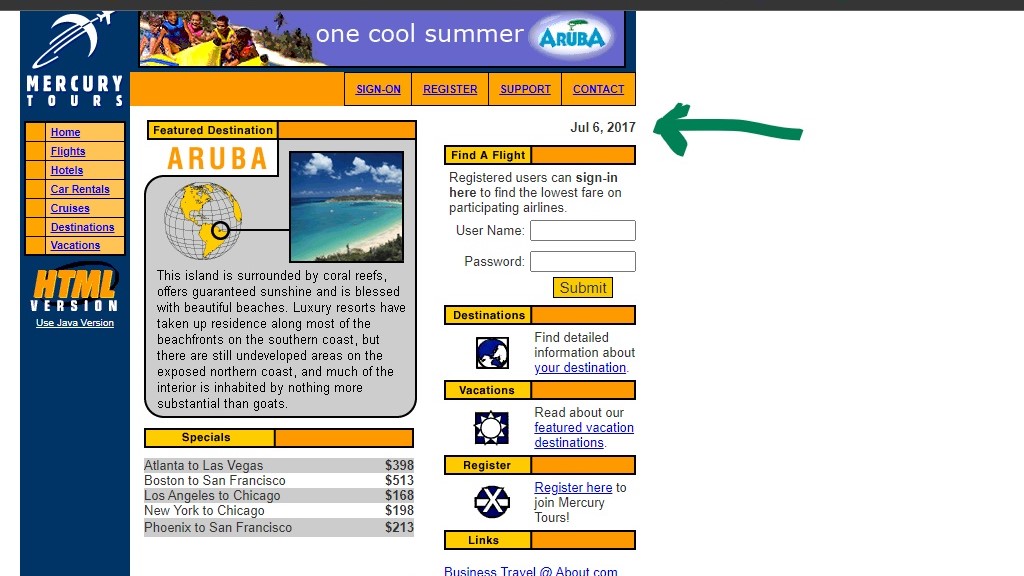 one cool summer
ARUBA
MERCURY
TOURS
SIGN-ON
REGISTER
SUPPORT
CONTACT
Home
Flights
Hotels
Car Rentals
Cruises
Destinations
Vacations
HTML
VERSION
Use Java Version
Featured Destination
ARUBA
This island is surrounded by coral reefs,
offers guaranteed sunshine and is blessed
with beautiful beaches. Luxury resorts have
taken up residence along most of the
beachfronts on the southern coast, but
there are still undeveloped areas on the
exposed northern coast, and much of the
interior is inhabited by nothing more
substantial than goats.
Specials
Atlanta to Las Vegas $398
Boston to San Francisco $513
Los Angeles to Chicago $168
New York to Chicago $198
Phoenix to San Francisco $213
Jul 6, 2017
Find A Flight
Registered users can sign-in
here to find the lowest fare on
participating airlines.
User Name:
Password:
Submit
Destinations
Find detailed
information about
your destination.
Vacations
Read about our
featured vacation
destinations.
Register
Register here to
join Mercury
Tours!
Links
Business Travel @ About.com